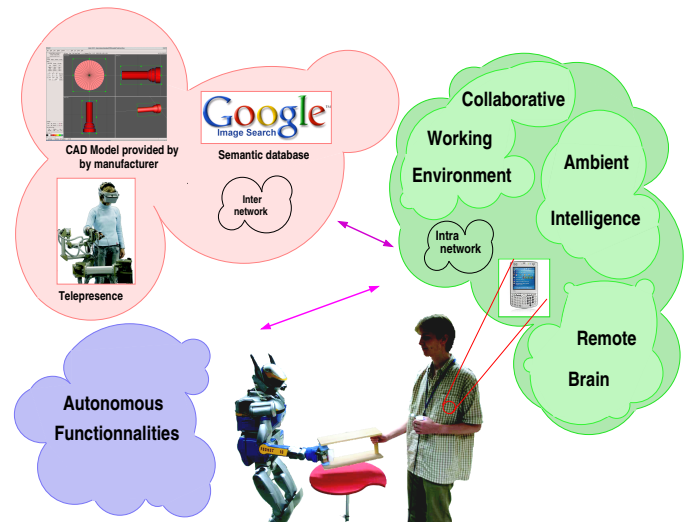 CAD Model provided by
by manufacturer
Google™
Image Search
Semantic database
Inter
network
Telepresence
Collaborative
Working
Environment
Ambient
Intelligence
Intra
network
Remote
Brain
Autonomous
Functionnalities